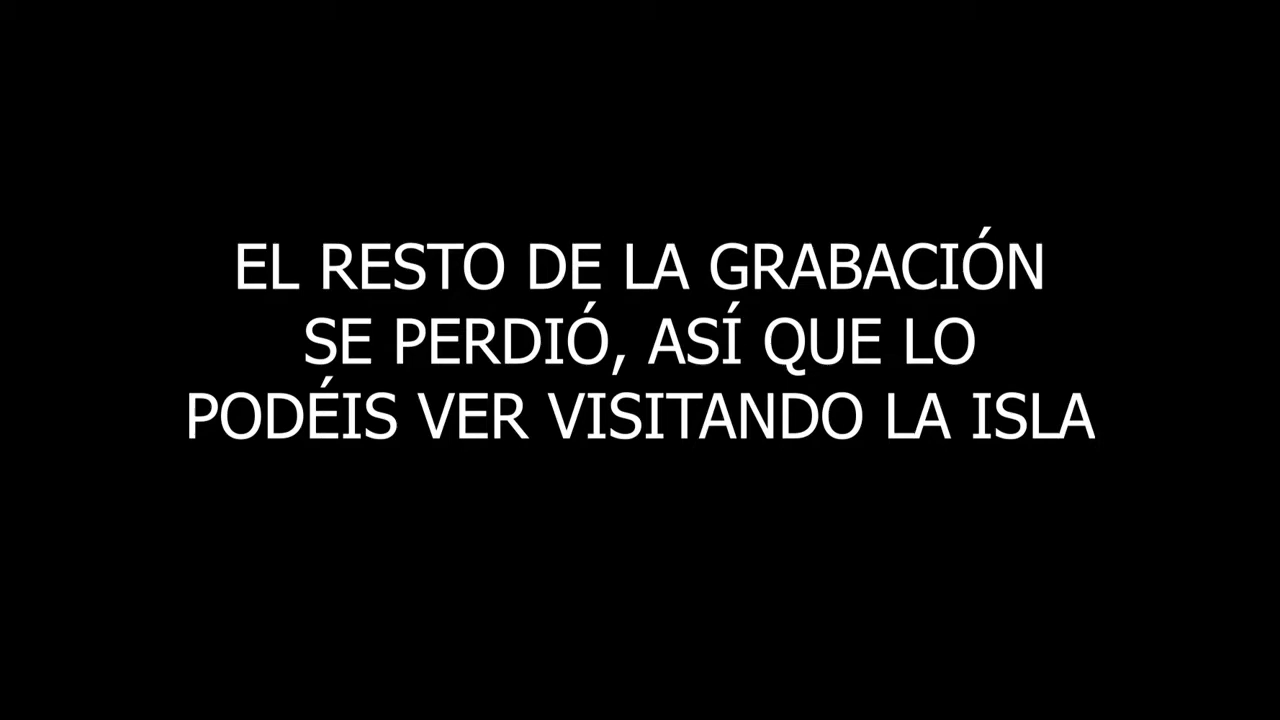 EL RESTO DE LA GRABACIÓN
SE PERDIÓ, ASÍ QUE LO
PODÉIS VER VISITANDO LA ISLA